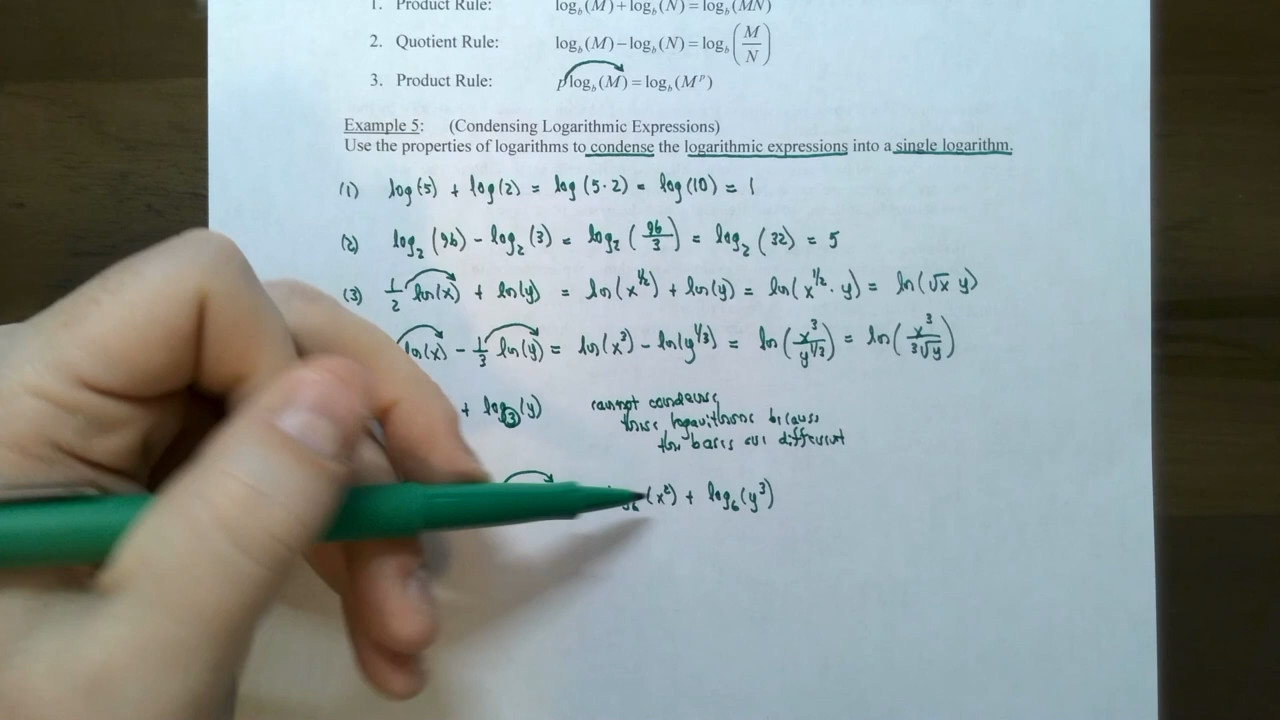 1. Product Rule: log_b(M)+log_b(N)=log_b(MN)
2. Quotient Rule: log_b(M)−log_b(N)=log_b(M/N)
3. Product Rule: p log_b(M)=log_b(M^p)
Example 5: (Condensing Logarithmic Expressions)
Use the properties of logarithms to condense the logarithmic expressions into a single logarithm.
(1) log(5) + log(2) = log(5·2) = log(10) = 1
(2) log_2(96) - log_2(3) = log_2(96/3) = log_2(32) = 5
(3) 1/2 ln(x) + ln(y) = ln(x^1/2) + ln(y) = ln(x^1/2 · y) = ln(√x y)
ln(x) - 1/3 ln(y) = ln(x^3) - ln(y^1/3) = ln(x^3/y^1/3) = ln(x^3/3√y)
+ log_3(y) cannot condense
these logarithms because
the bases are different
(x^2) + log_6(y^3)